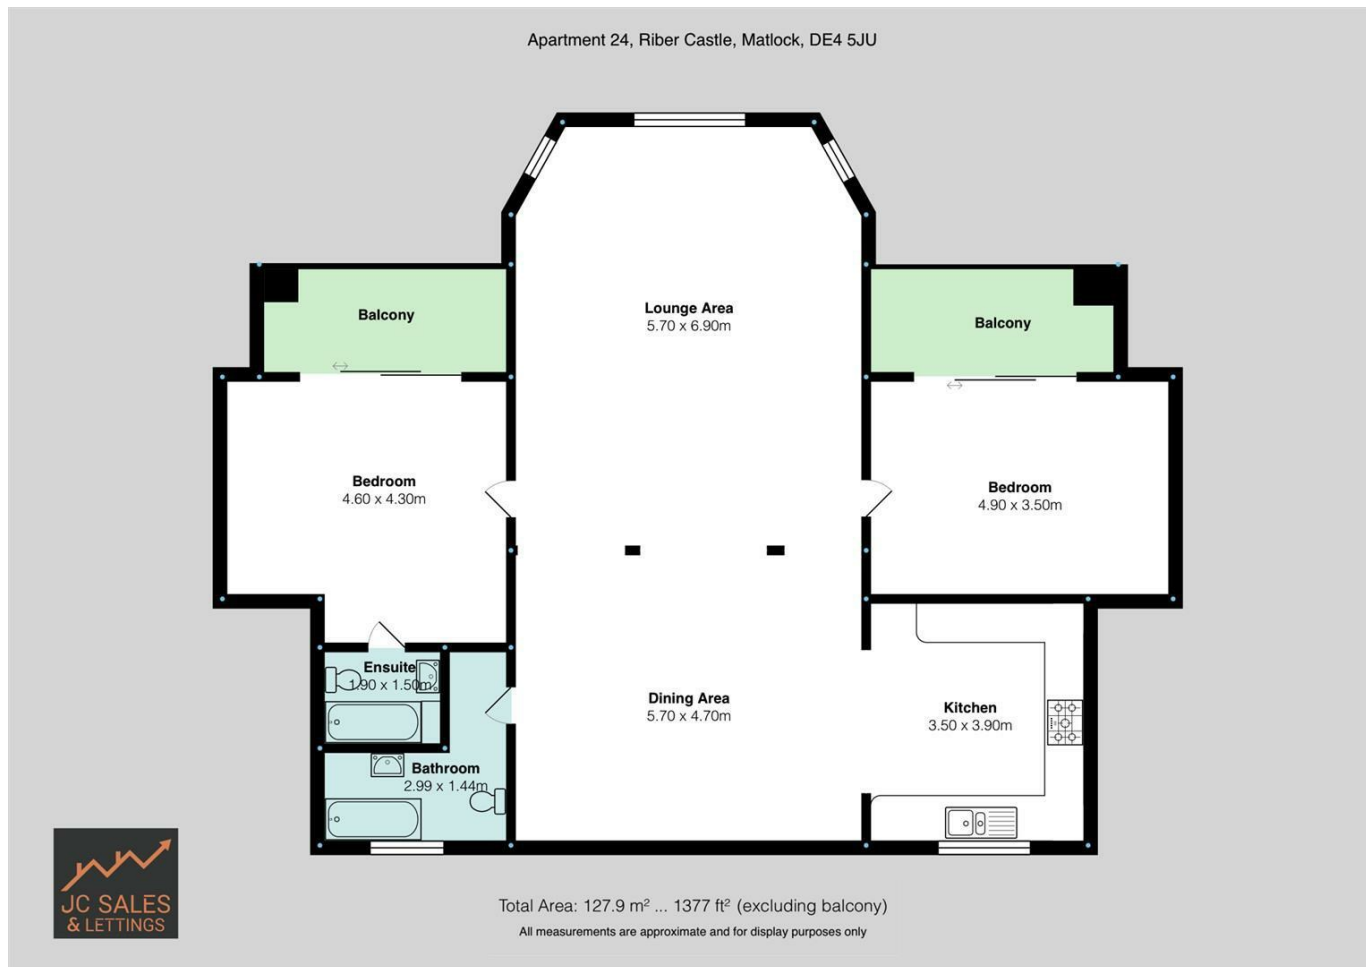 Apartment 24, Riber Castle, Matlock, DE4 5JU
Lounge Area
5.70 x 6.90m
Balcony
Balcony
Bedroom
4.60 x 4.30m
Bedroom
4.90 x 3.50m
Ensuite
1.90 x 1.50m
Dining Area
5.70 x 4.70m
Kitchen
3.50 x 3.90m
Bathroom
2.99 x 1.44m
JC SALES
& LETTINGS
Total Area: 127.9 m² ... 1377 ft² (excluding balcony)
All measurements are approximate and for display purposes only